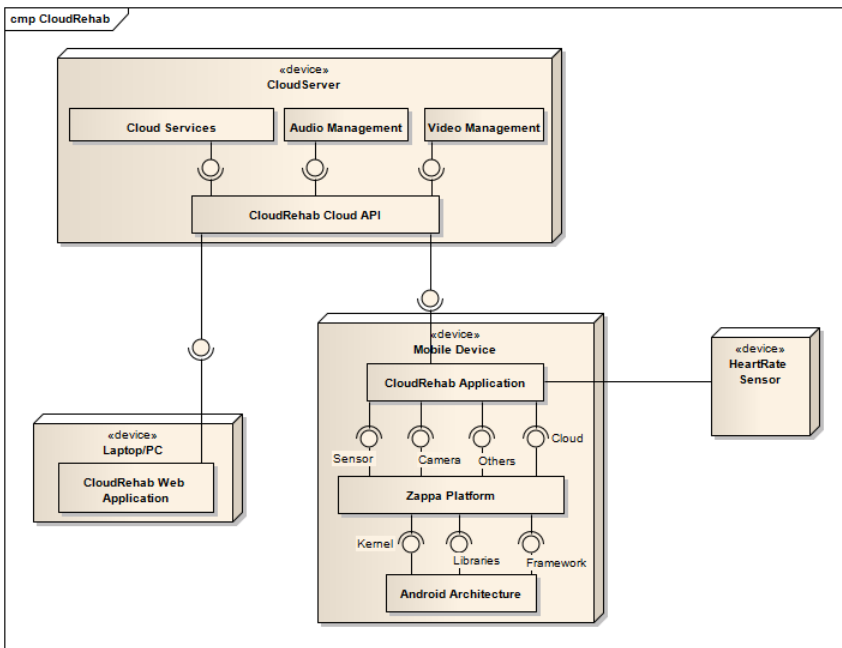 cmp CloudRehab
«device»
CloudServer
Cloud Services
Audio Management
Video Management
CloudRehab Cloud API
«device»
Mobile Device
CloudRehab Application
«device»
HeartRate
Sensor
Sensor
Camera
Others
Cloud
«device»
Laptop/PC
CloudRehab Web
Application
Zappa Platform
Kernel
Libraries
Framework
Android Architecture